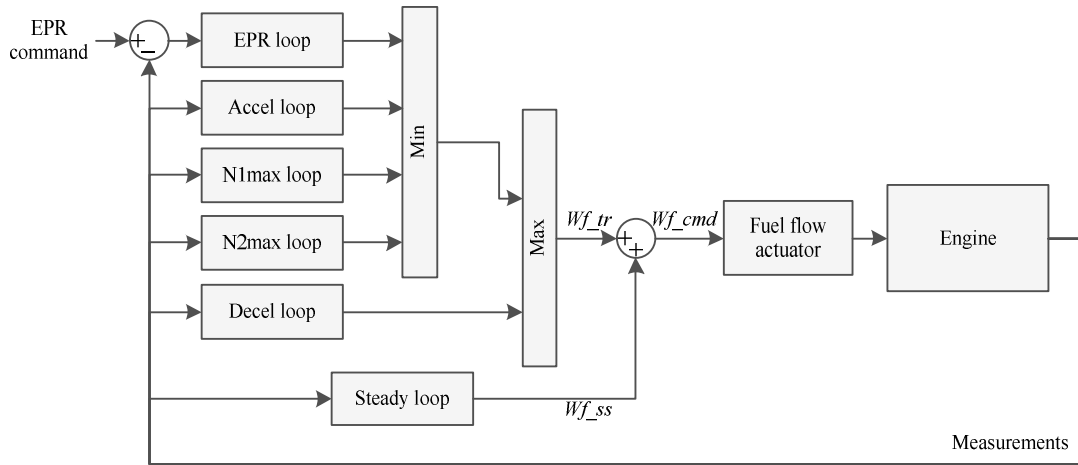 EPR
command
+
−
EPR loop
Accel loop
N1max loop
N2max loop
Decel loop
Steady loop
Min
Max
Wf_tr
+
+
Wf_ss
Wf_cmd
Fuel flow
actuator
Engine
Measurements